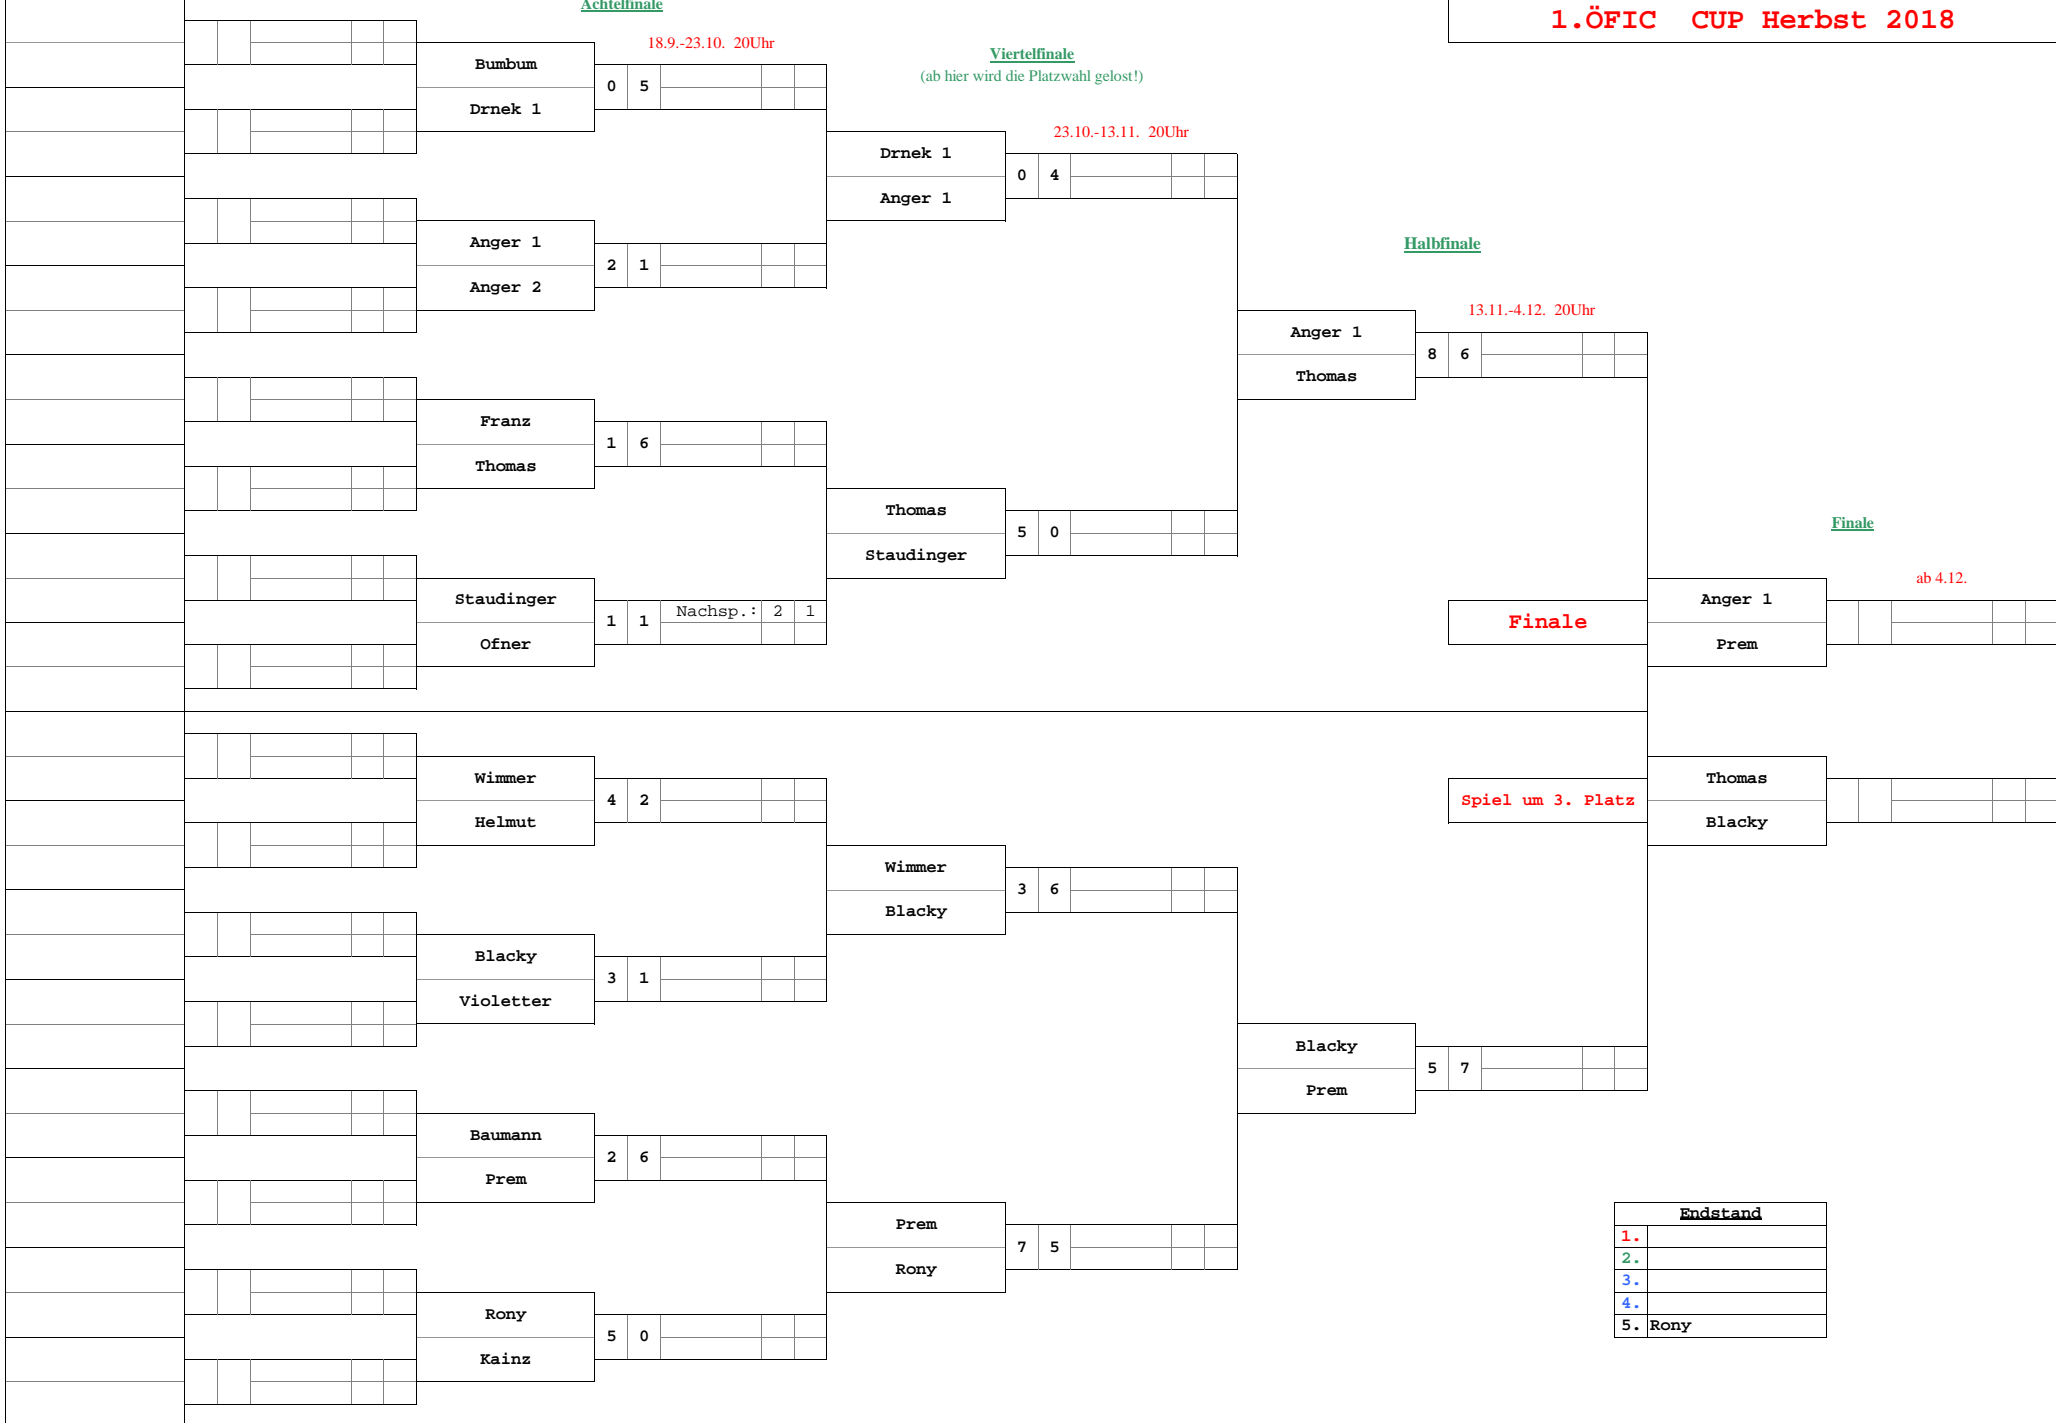 Achtelfinale
1.ÖFIC CUP Herbst 2018
18.9.-23.10. 20Uhr
Viertelfinale
(ab hier wird die Platzwahl gelost!)
Bumbum
0 5
Drnek 1
23.10.-13.11. 20Uhr
Drnek 1
0 4
Anger 1
Anger 1
2 1
Anger 2
Halbfinale
13.11.-4.12. 20Uhr
Anger 1
8 6
Thomas
Franz
1 6
Thomas
Thomas
5 0
Staudinger
Finale
ab 4.12.
Staudinger
1 1 Nachsp.: 2 1
Ofner
Finale
Anger 1
Prem
Wimmer
4 2
Helmut
Spiel um 3. Platz
Thomas
Blacky
Wimmer
3 6
Blacky
Blacky
3 1
Violetter
Blacky
5 7
Prem
Baumann
2 6
Prem
Prem
7 5
Rony
Rony
5 0
Kainz
Endstand
1.
2.
3.
4.
5. Rony